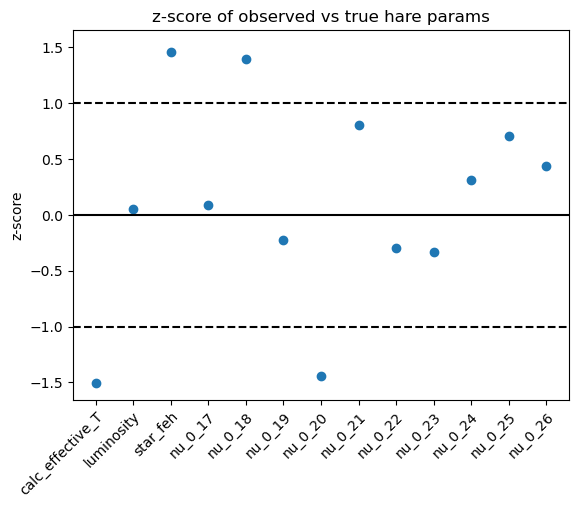 z-score of observed vs true hare params
z-score
1.5
1.0
0.5
0.0
−0.5
−1.0
−1.5
calc_effective_T
luminosity
star_feh
nu_0_17
nu_0_18
nu_0_19
nu_0_20
nu_0_21
nu_0_22
nu_0_23
nu_0_24
nu_0_25
nu_0_26